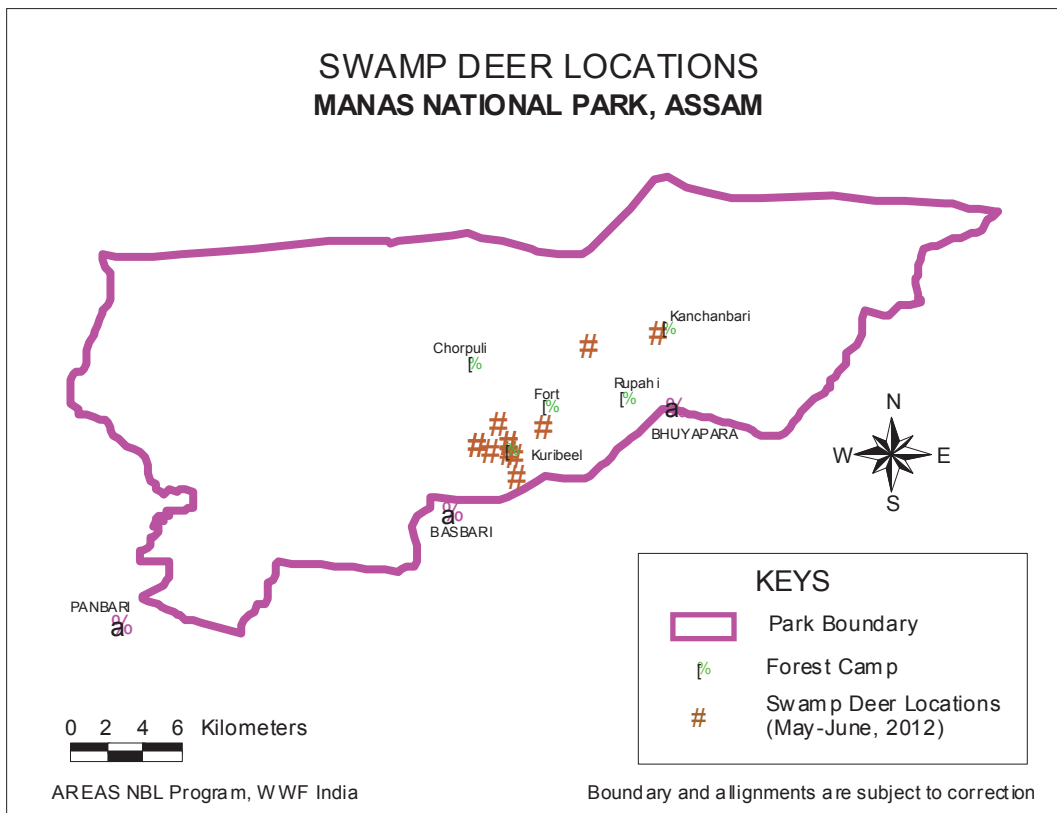 SWAMP DEER LOCATIONS
MANAS NATIONAL PARK, ASSAM
Kanchanbari
Chorpuli
Rupahi
Fort
BHUYAPARA
Kuribeel
BASBARI
PANBARI
N
W E
S
KEYS
Park Boundary
Forest Camp
Swamp Deer Locations
(May-June, 2012)
0 2 4 6 Kilometers
AREAS NBL Program, WWF India
Boundary and allignments are subject to correction